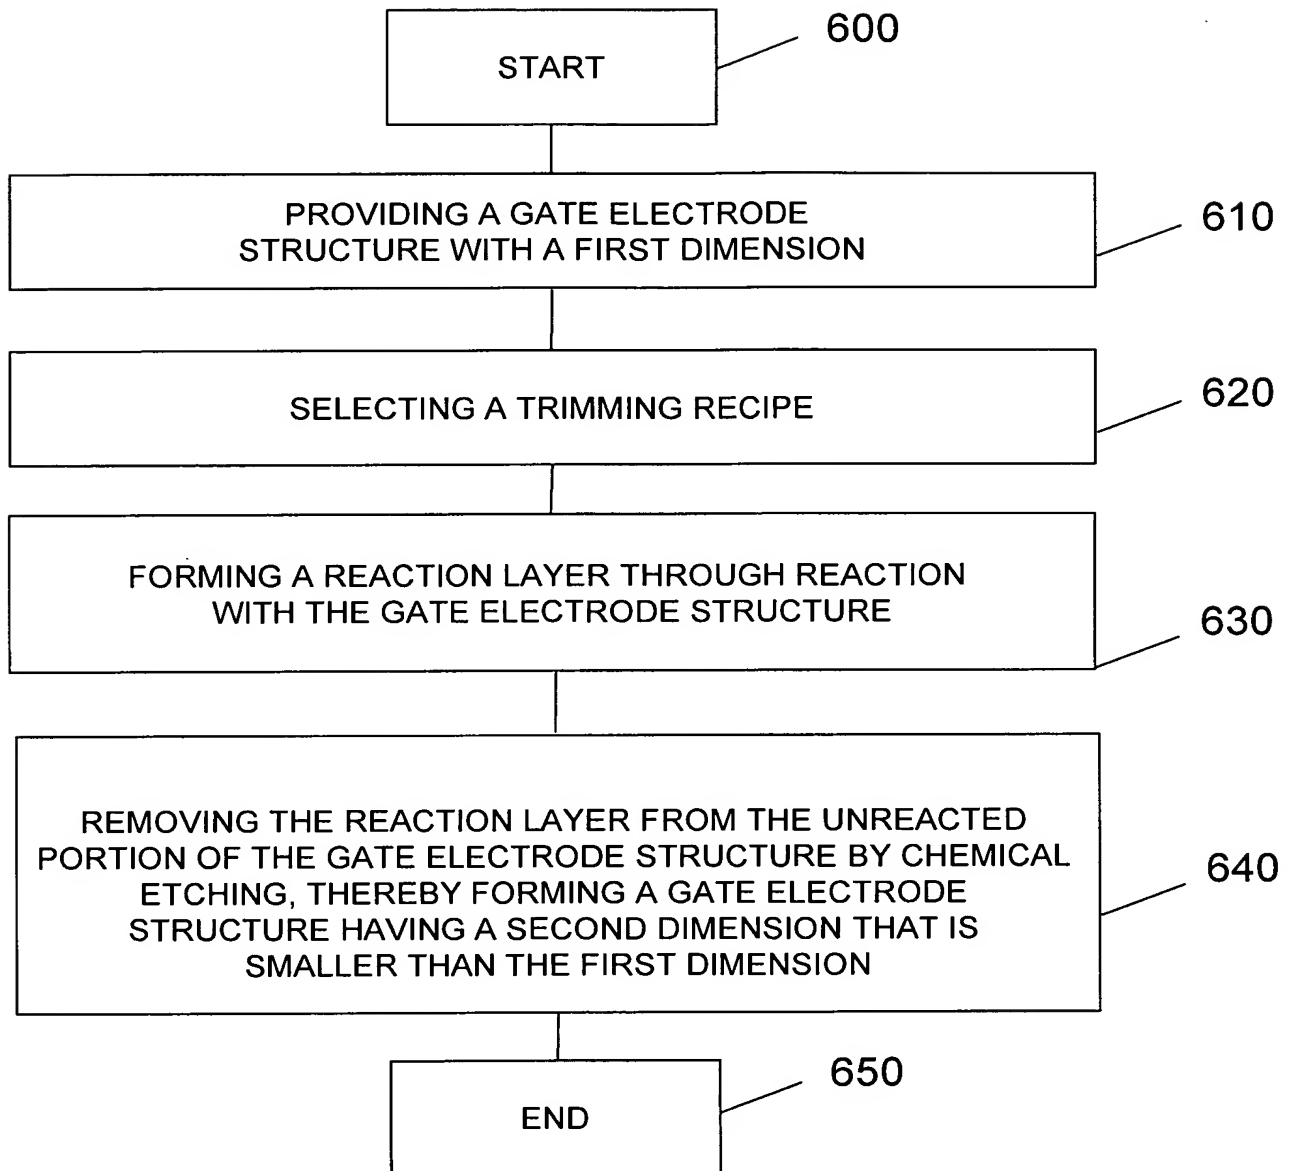 600
START
PROVIDING A GATE ELECTRODE
STRUCTURE WITH A FIRST DIMENSION
610
SELECTING A TRIMMING RECIPE
620
FORMING A REACTION LAYER THROUGH REACTION
WITH THE GATE ELECTRODE STRUCTURE
630
REMOVING THE REACTION LAYER FROM THE UNREACTED
PORTION OF THE GATE ELECTRODE STRUCTURE BY CHEMICAL
ETCHING, THEREBY FORMING A GATE ELECTRODE
STRUCTURE HAVING A SECOND DIMENSION THAT IS
SMALLER THAN THE FIRST DIMENSION
640
650
END